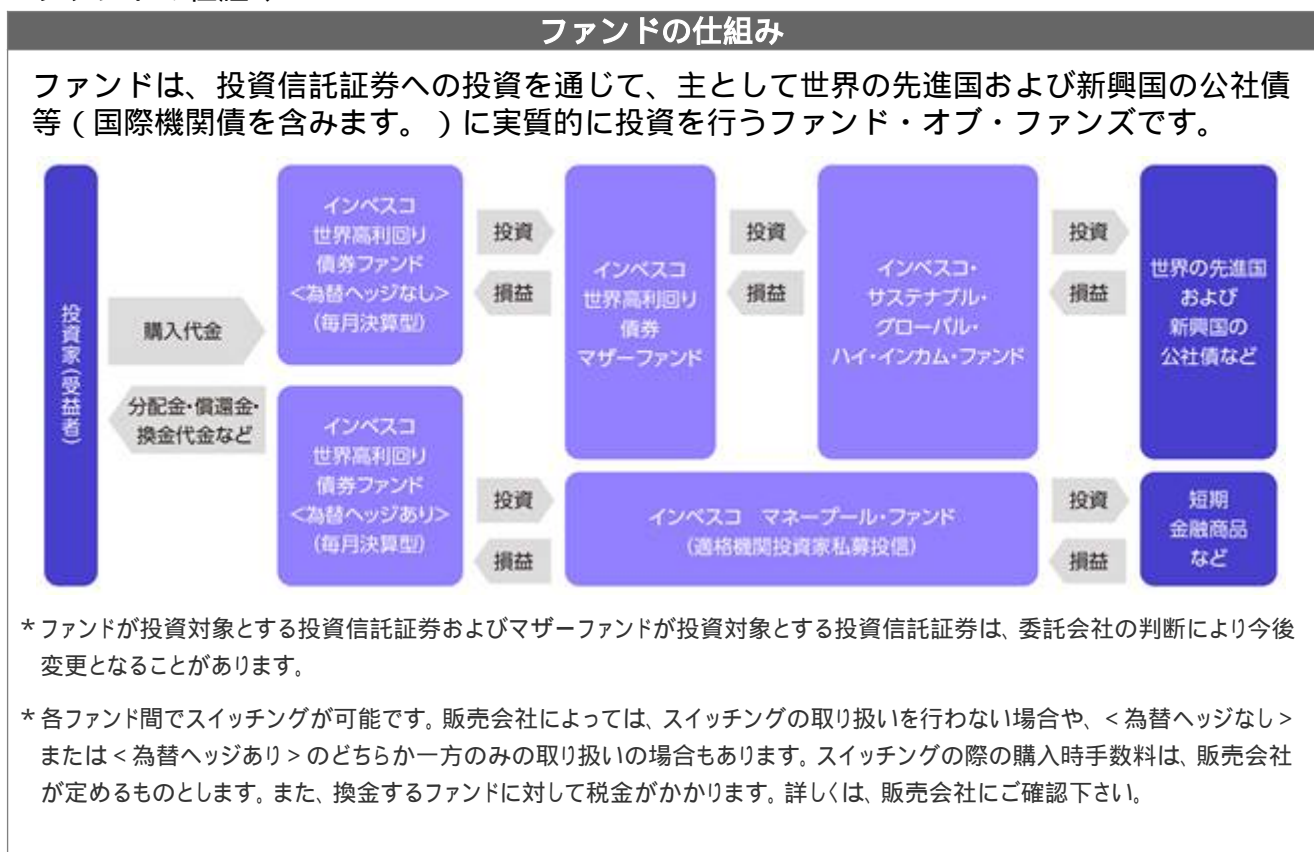 ファンドの仕組み
ファンドは、投資信託証券への投資を通じて、主として世界の先進国および新興国の公社債
等（国際機関債を含みます。）に実質的に投資を行うファンド・オブ・ファンズです。
投資家（受益者）
購入代金
分配金・償還金・
換金代金など
インベスコ
世界高利回り
債券ファンド
＜為替ヘッジなし＞
（毎月決算型）
インベスコ
世界高利回り
債券ファンド
＜為替ヘッジあり＞
（毎月決算型）
投資
損益
投資
損益
インベスコ
世界高利回り
債券
マザーファンド
投資
損益
インベスコ・
サステナブル・
グローバル・
ハイ・インカム・ファンド
インベスコ　マネープール・ファンド
（適格機関投資家私募投信）
投資
損益
投資
損益
世界の先進国
および
新興国の
公社債など
短期
金融商品
など
＊ファンドが投資対象とする投資信託証券およびマザーファンドが投資対象とする投資信託証券は、委託会社の判断により今後
変更となることがあります。
＊各ファンド間でスイッチングが可能です。販売会社によっては、スイッチングの取り扱いを行わない場合や、＜為替ヘッジなし＞
または＜為替ヘッジあり＞のどちらか一方のみの取り扱いの場合もあります。スイッチングの際の購入時手数料は、販売会社
が定めるものとします。また、換金するファンドに対して税金がかかります。詳しくは、販売会社にご確認下さい。